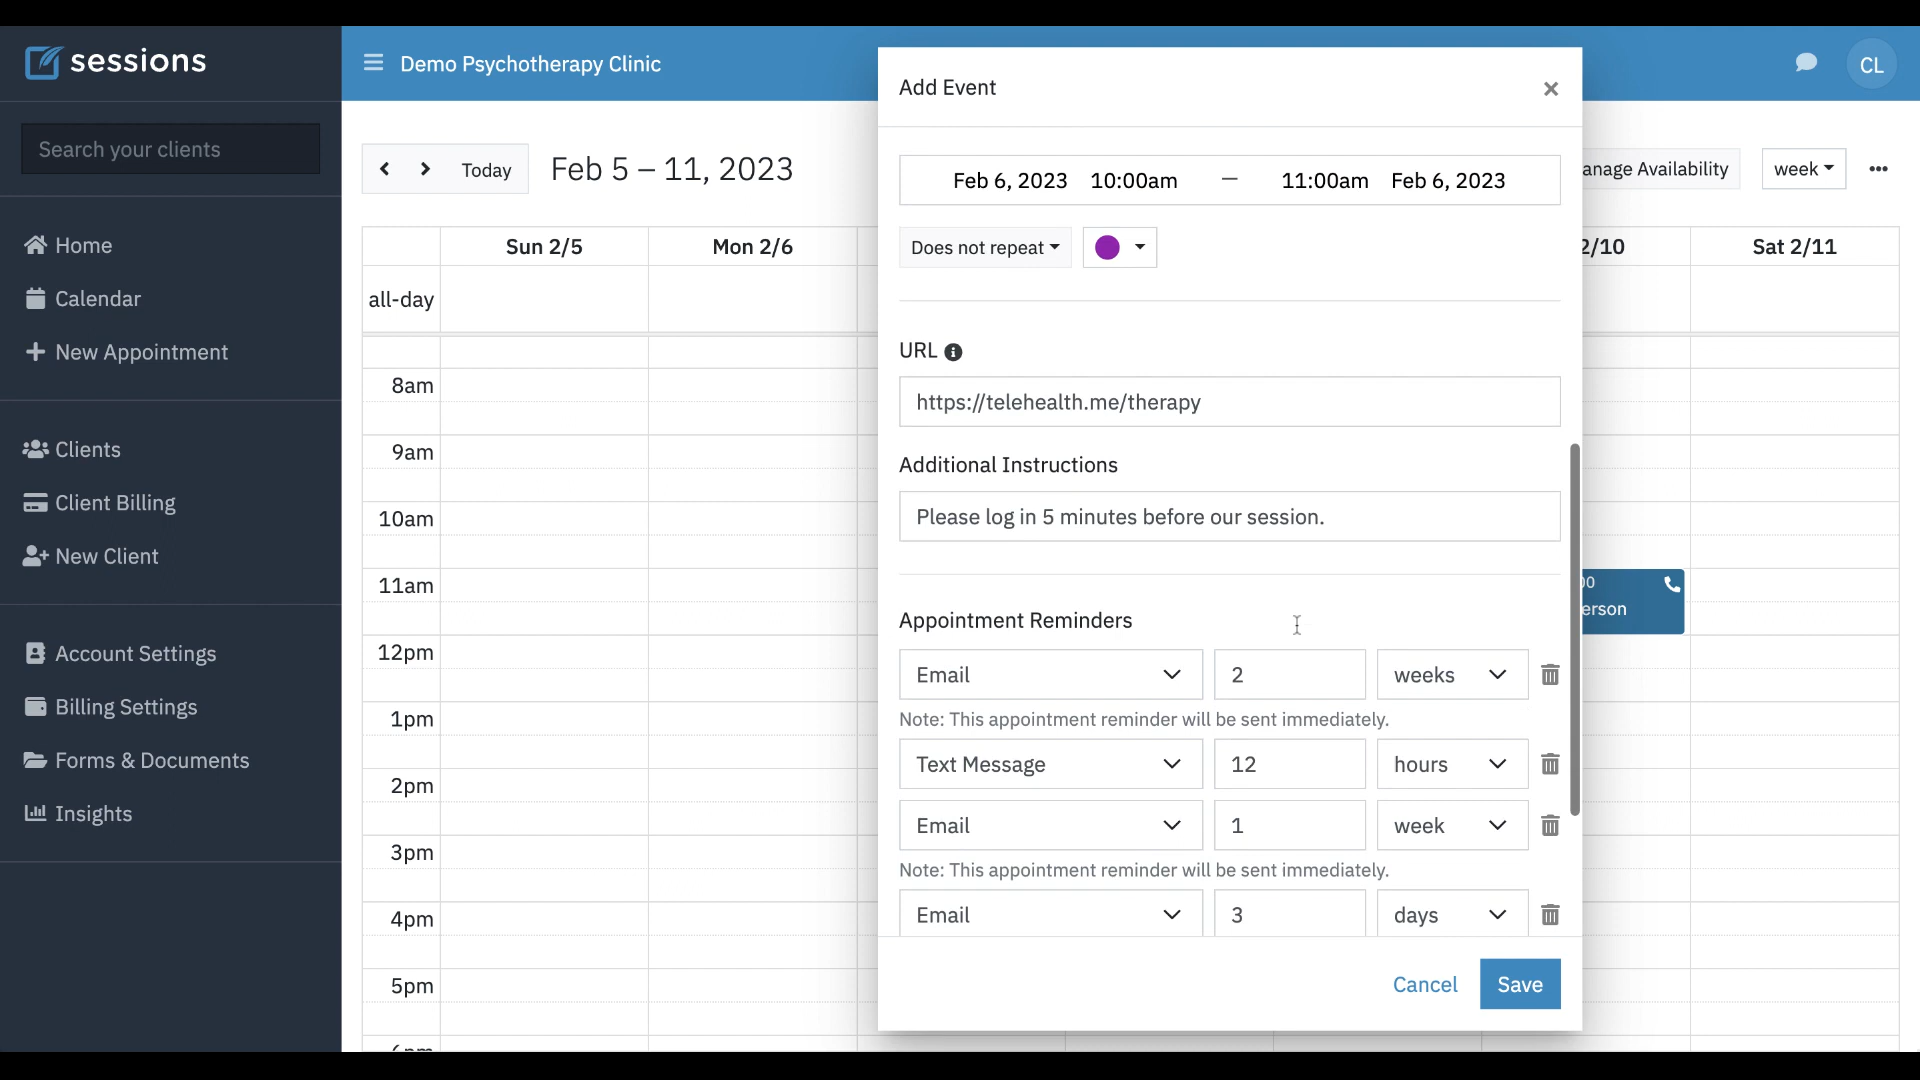 sessions
Search your clients
Home
Calendar
New Appointment
Clients
Client Billing
New Client
Account Settings
Billing Settings
Forms & Documents
Insights
Demo Psychotherapy Clinic
CL
Today
Feb 5 – 11, 2023
anage Availability
week
Sun 2/5
Mon 2/6
2/10
Sat 2/11
all-day
8am
9am
10am
11am
12pm
1pm
2pm
3pm
4pm
5pm
00
erson
Add Event
×
Feb 6, 2023 10:00am — 11:00am Feb 6, 2023
Does not repeat
URL
https://telehealth.me/therapy
Additional Instructions
Please log in 5 minutes before our session.
Appointment Reminders
Email 2 weeks
Note: This appointment reminder will be sent immediately.
Text Message 12 hours
Email 1 week
Note: This appointment reminder will be sent immediately.
Email 3 days
Cancel Save